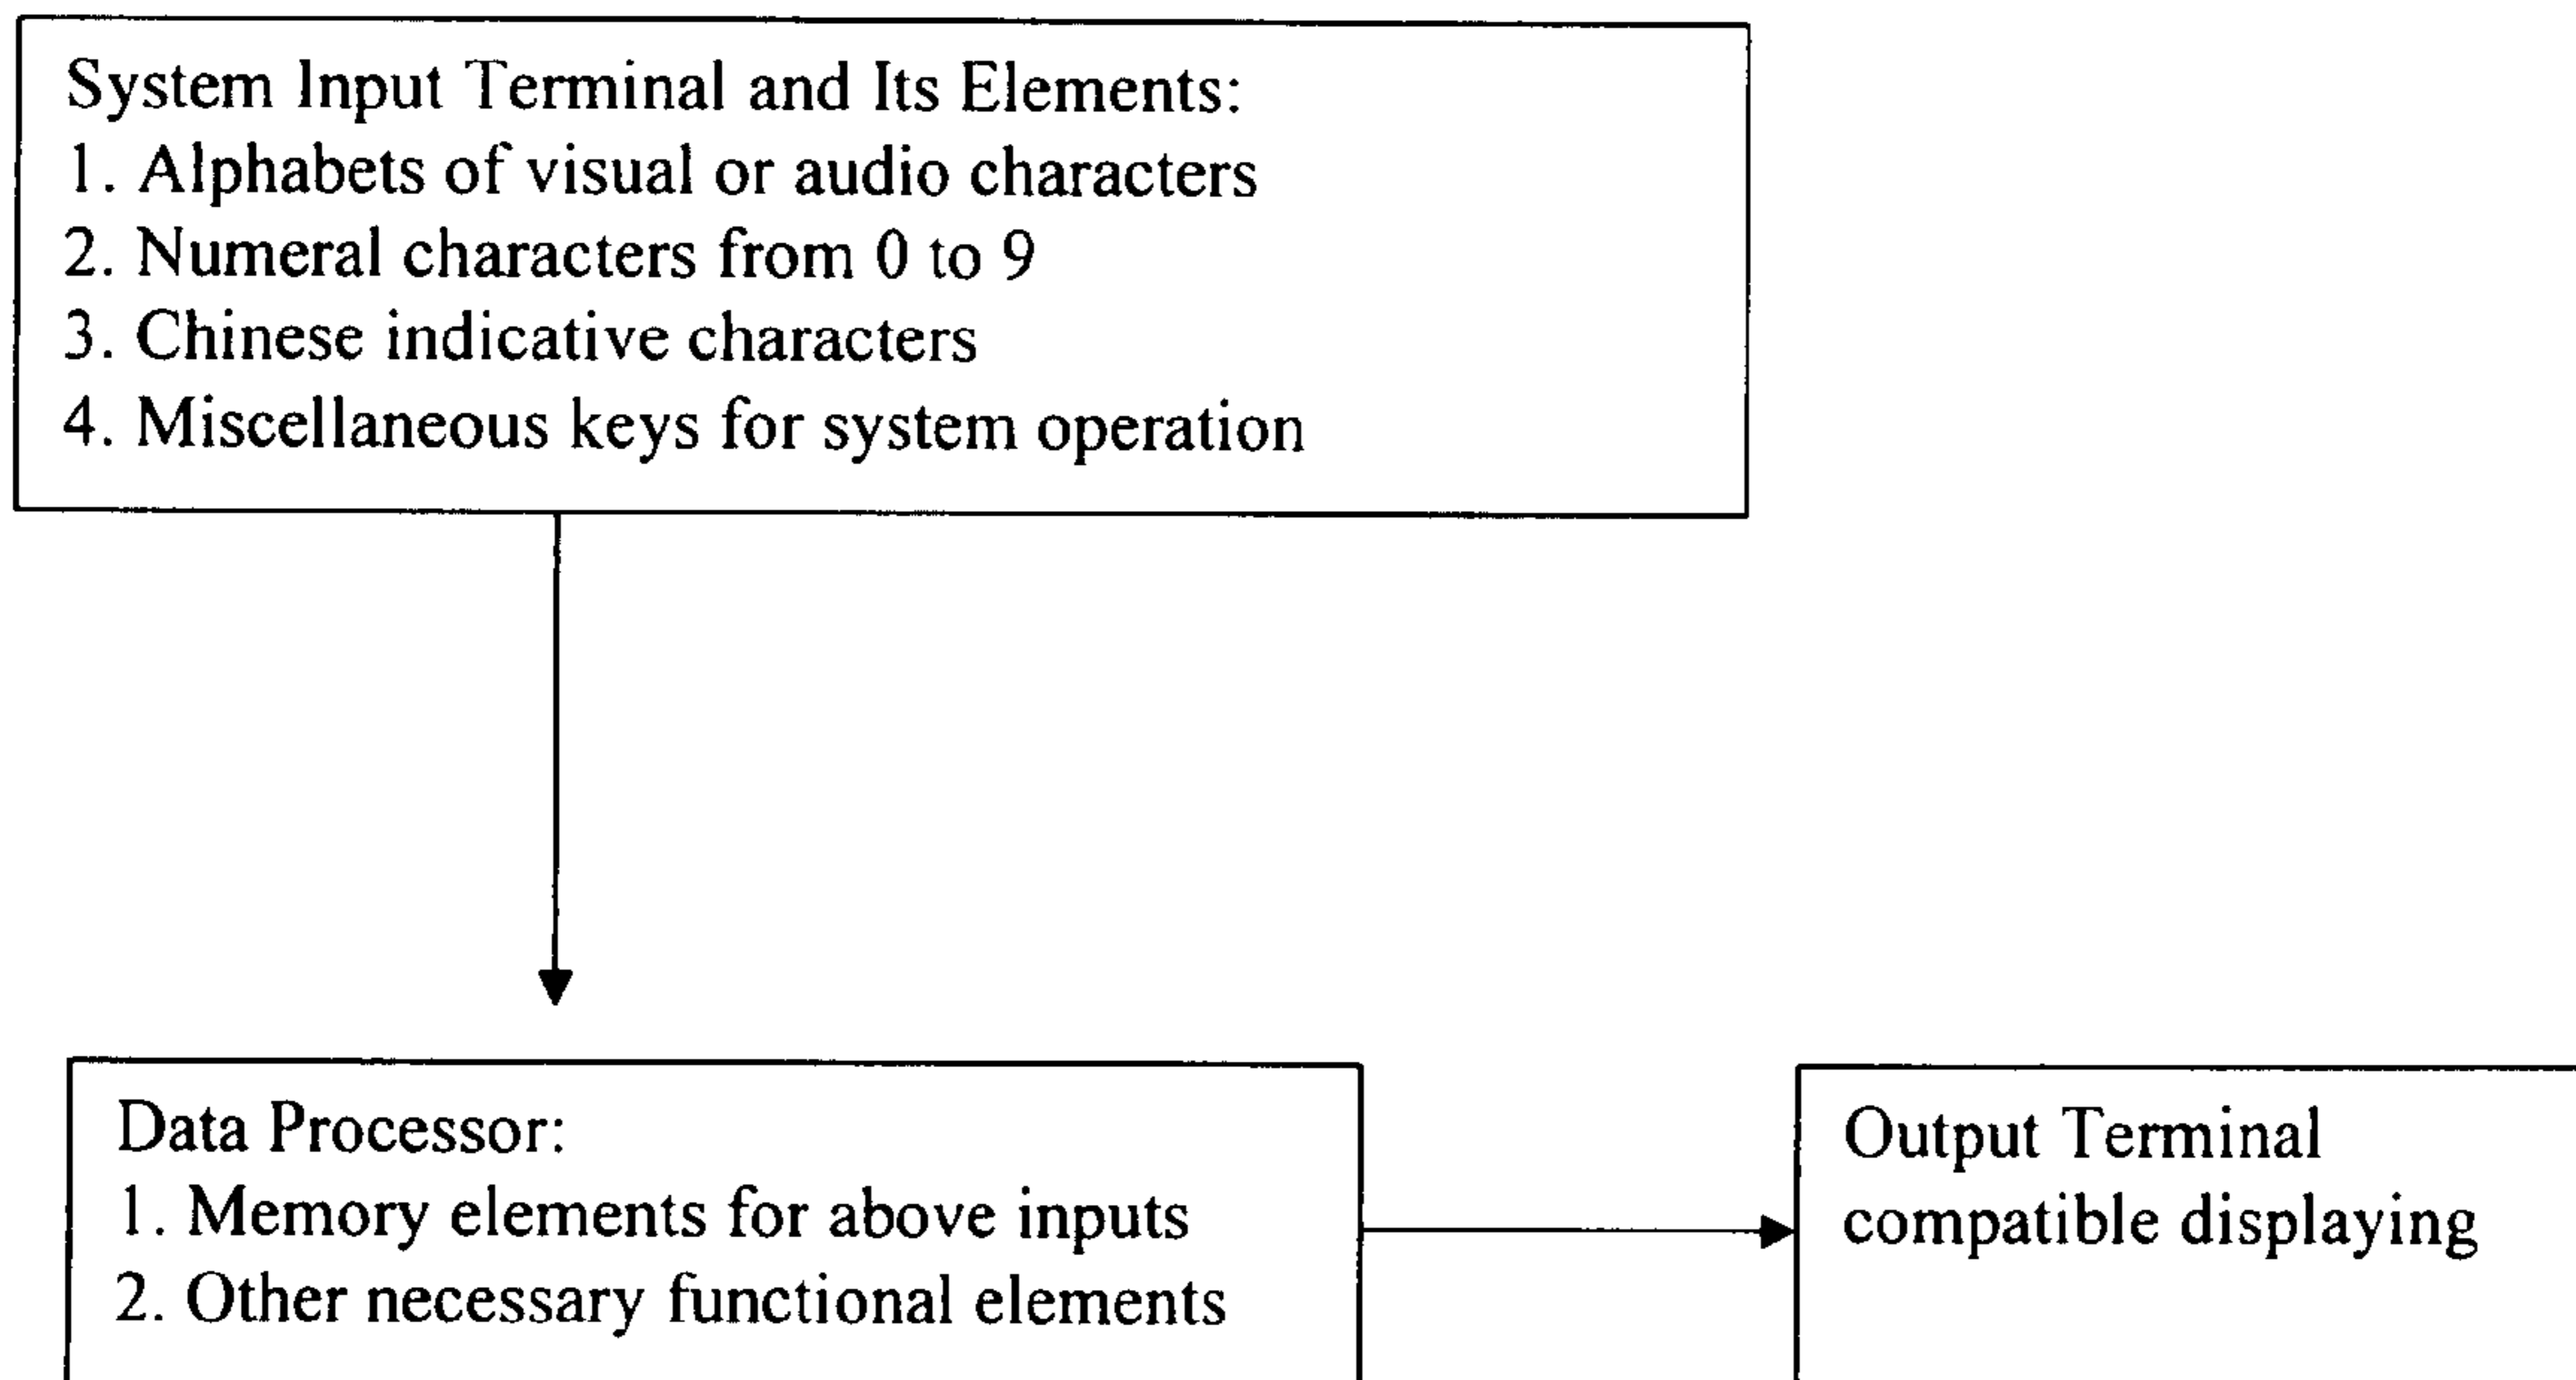 System Input Terminal and Its Elements:
1. Alphabets of visual or audio characters
2. Numeral characters from 0 to 9
3. Chinese indicative characters
4. Miscellaneous keys for system operation
Data Processor:
1. Memory elements for above inputs
2. Other necessary functional elements
Output Terminal
compatible displaying